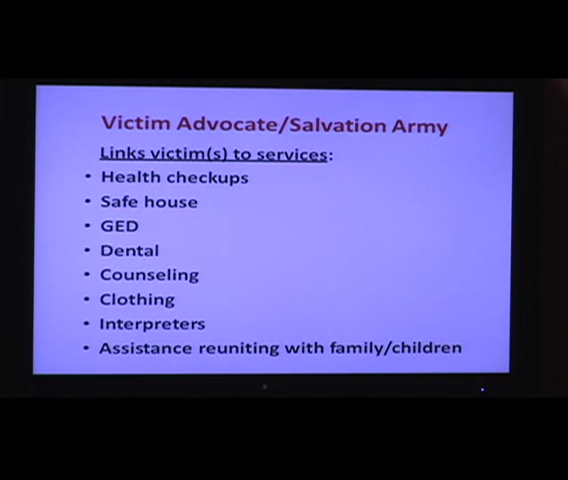 Victim Advocate/Salvation Army
Links victim(s) to services:
• Health checkups
• Safe house
• GED
• Dental
• Counseling
• Clothing
• Interpreters
• Assistance reuniting with family/children